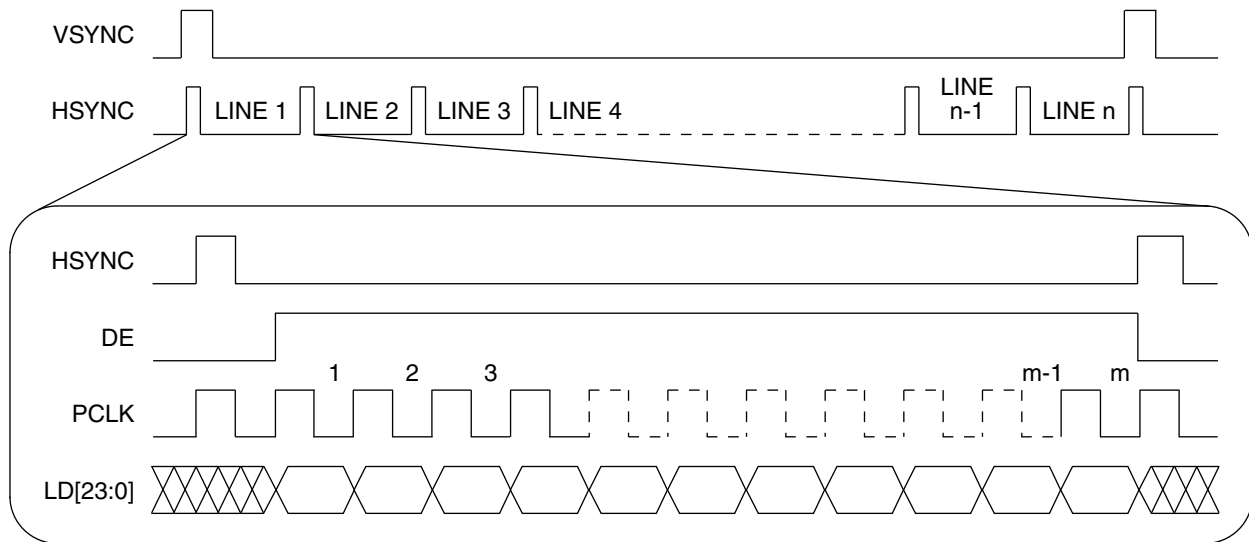 VSYNC
HSYNC LINE 1 LINE 2 LINE 3 LINE 4 LINE
n-1 LINE n
HSYNC
DE
1 2 3 m-1 m
PCLK
LD[23:0]